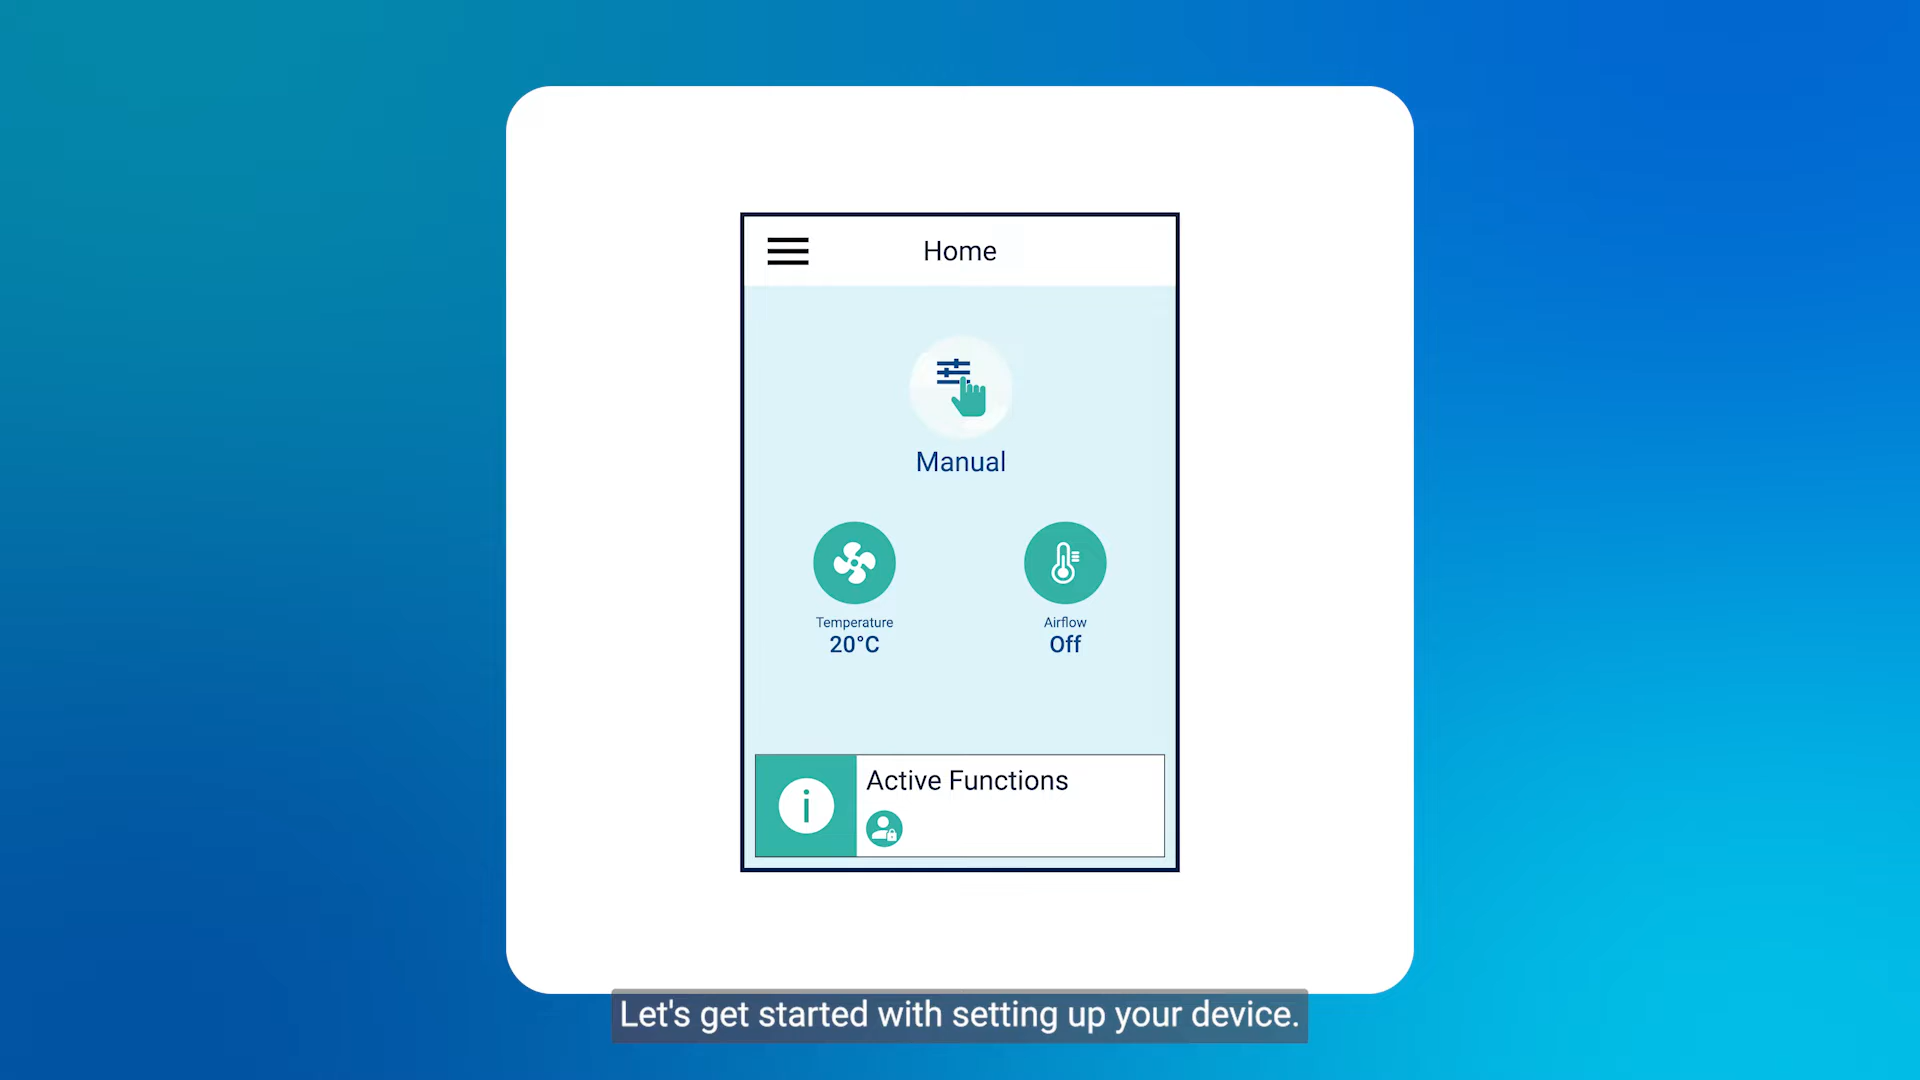 Home
Manual
Temperature
20°C
Airflow
Off
Active Functions
Let's get started with setting up your device.